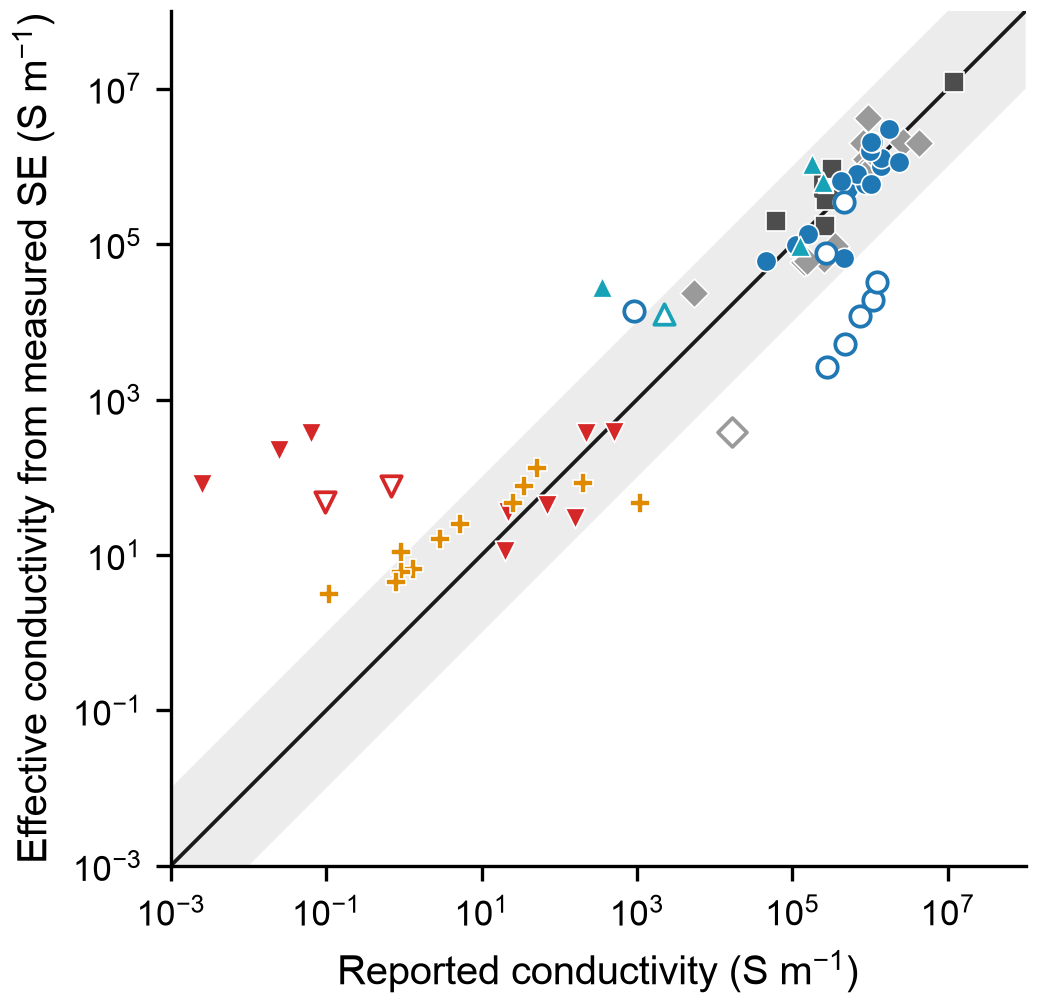 Effective conductivity from measured SE (S m⁻¹)
10⁷
10⁵
10³
10¹
10⁻¹
10⁻³
10⁻³ 10⁻¹ 10¹ 10³ 10⁵ 10⁷
Reported conductivity (S m⁻¹)